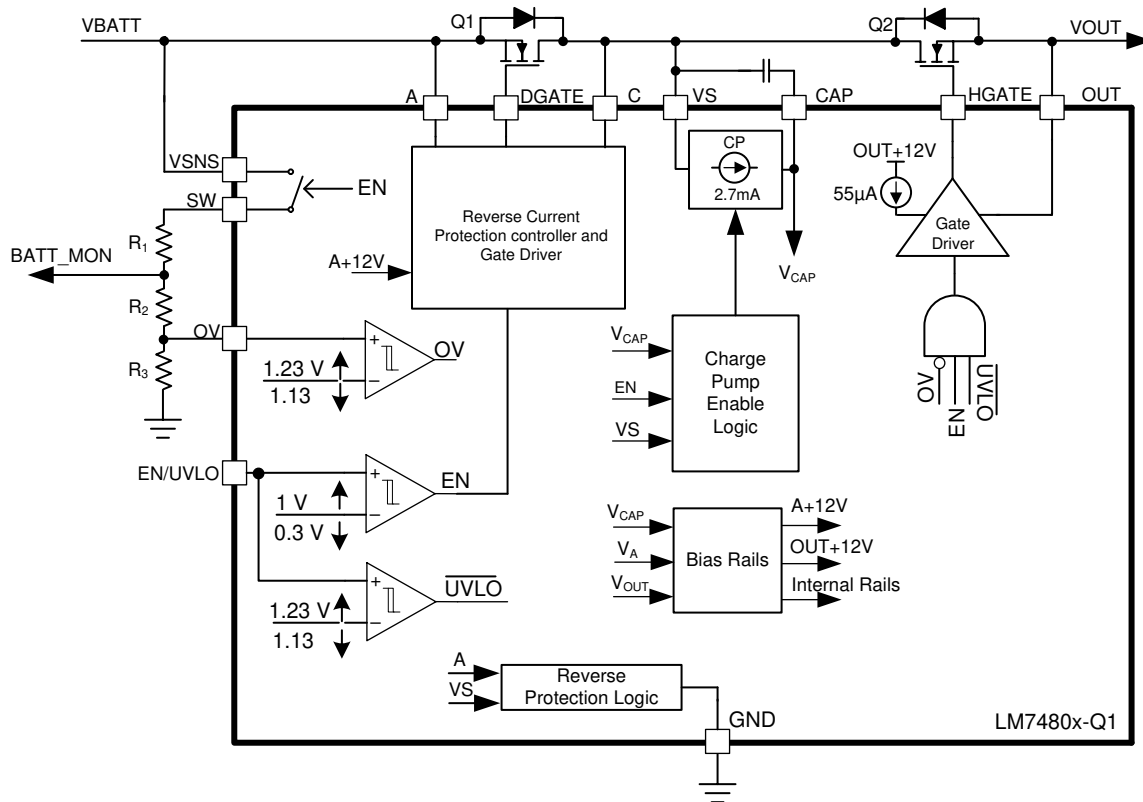 VBATT
Q1
Q2
VOUT
A
DGATE
C
VS
CAP
HGATE
OUT
VSNS
SW
EN
R1
BATT_MON
R2
OV
R3
Reverse Current
Protection controller and
Gate Driver
A+12V
CP
2.7mA
VCAP
OUT+12V
55µA
Gate
Driver
OV
EN
UVLO
1.23 V
1.13
+
−
OV
VCAP
EN
VS
Charge
Pump
Enable
Logic
EN/UVLO
1 V
0.3 V
+
−
EN
1.23 V
1.13
+
−
UVLO
VCAP
VA
VOUT
Bias Rails
A+12V
OUT+12V
Internal Rails
A
VS
Reverse
Protection Logic
GND
LM7480x-Q1